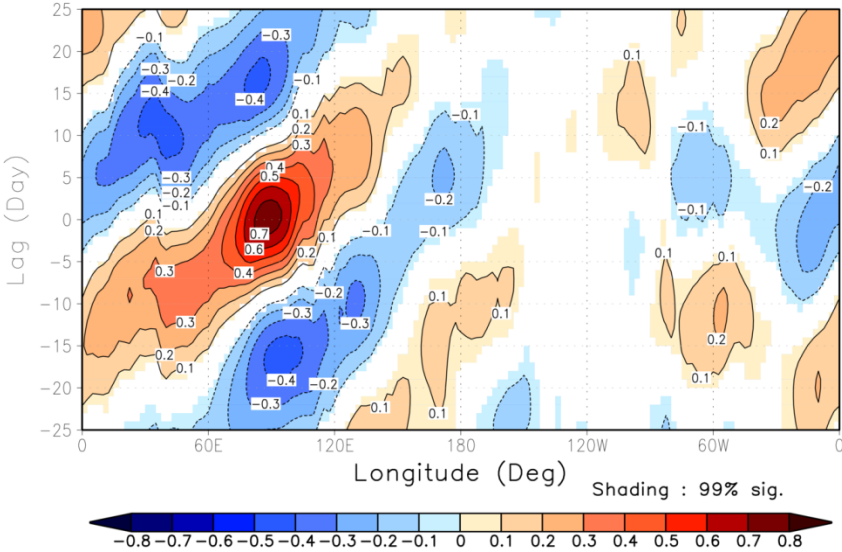 25
20
15
10
5
0
-5
-10
-15
-20
-25
Lag (Day)
-0.1 -0.3 0.1
-0.3 -0.2
-0.4 -0.4 -0.1
0.1 -0.1
0.2 0.2
0.3 -0.1 0.1
-0.3 0.4
-0.2 0.5 -0.2 -0.2
-0.1
0.1 -0.1 -0.1
0.2 0.7 0.1 -0.1
0.6 0.2
0.3 0.4 0.1 0.1
-0.2 0.1
-0.3 -0.3 0.1
0.3 0.2
0.2
0.1 0.1
-0.4 -0.2
-0.3 0.1 0.1
0 60E 120E 180 120W 60W 0
Longitude (Deg)
Shading : 99% sig.
-0.8 -0.7 -0.6 -0.5 -0.4 -0.3 -0.2 -0.1 0 0.1 0.2 0.3 0.4 0.5 0.6 0.7 0.8